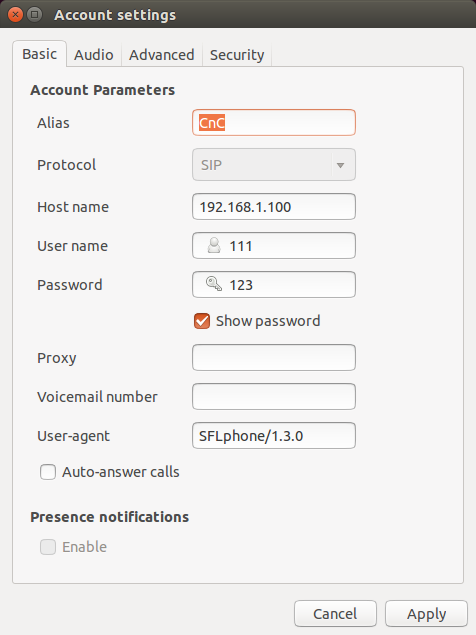 Account settings
Basic Audio Advanced Security
Account Parameters
Alias CnC
Protocol SIP
Host name 192.168.1.100
User name 111
Password 123
Show password
Proxy
Voicemail number
User-agent SFLphone/1.3.0
Auto-answer calls
Presence notifications
Enable
Cancel Apply